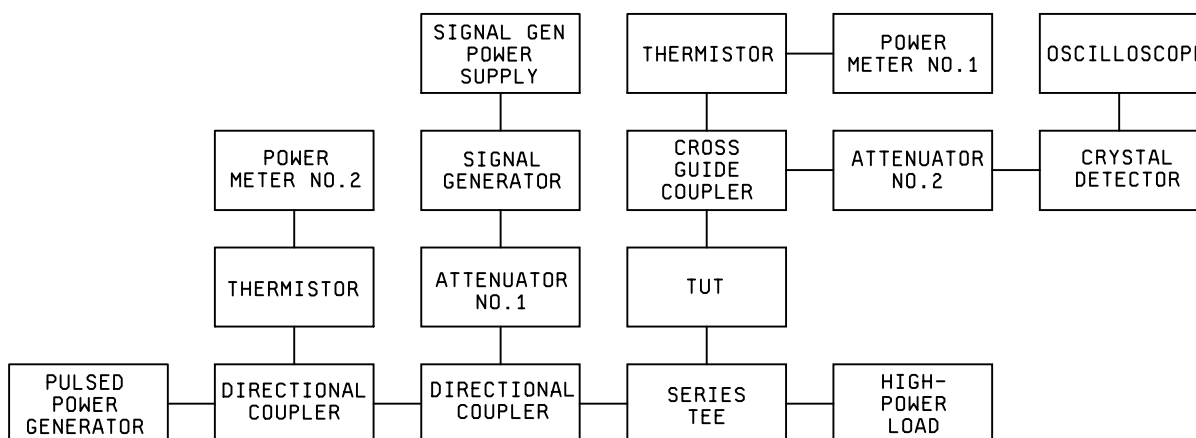 SIGNAL GEN
POWER
SUPPLY
THERMISTOR
POWER
METER NO.1
OSCILLOSCOPE
POWER
METER NO.2
SIGNAL
GENERATOR
CROSS
GUIDE
COUPLER
ATTENUATOR
NO.2
CRYSTAL
DETECTOR
THERMISTOR
ATTENUATOR
NO.1
TUT
PULSED
POWER
GENERATOR
DIRECTIONAL
COUPLER
DIRECTIONAL
COUPLER
SERIES
TEE
HIGH-
POWER
LOAD